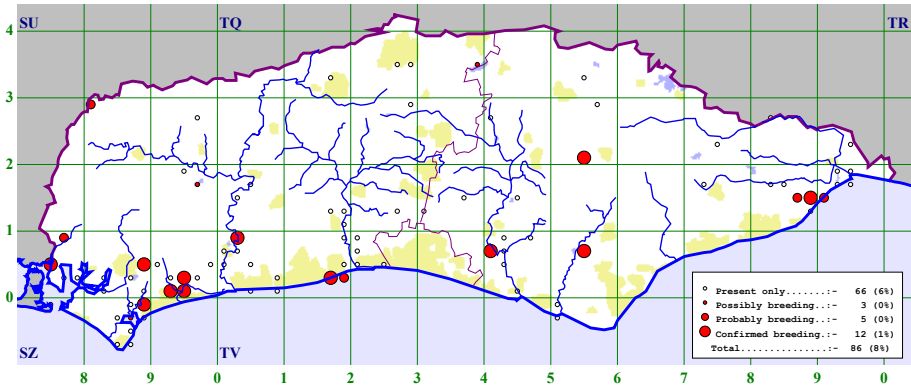 SU TQ TR
4
3
2
1
0
SZ TV
8 9 0 1 2 3 4 5 6 7 8 9 0
Present only.......:- 66 (6%)
Possibly breeding..:- 3 (0%)
Probably breeding..:- 5 (0%)
Confirmed breeding.:- 12 (1%)
Total..............:- 86 (8%)